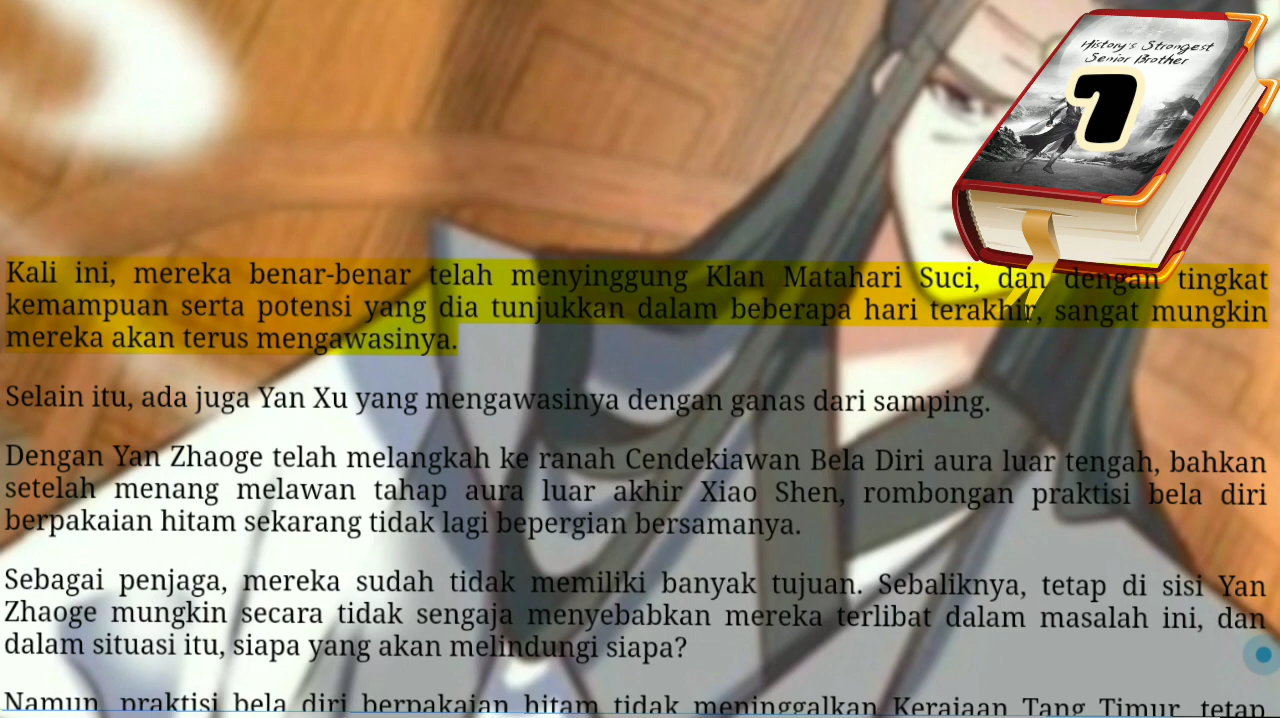 History's Strongest
Senior Brother
7
Kali ini, mereka benar-benar telah menyinggung Klan Matahari Suci, dan dengan tingkat
kemampuan serta potensi yang dia tunjukkan dalam beberapa hari terakhir, sangat mungkin
mereka akan terus mengawasinya.
Selain itu, ada juga Yan Xu yang mengawasinya dengan ganas dari samping.
Dengan Yan Zhaoge telah melangkah ke ranah Cendekiawan Bela Diri aura luar tengah, bahkan
setelah menang melawan tahap aura luar akhir Xiao Shen, rombongan praktisi bela diri
berpakaian hitam sekarang tidak lagi bepergian bersamanya.
Sebagai penjaga, mereka sudah tidak memiliki banyak tujuan. Sebaliknya, tetap di sisi Yan
Zhaoge mungkin secara tidak sengaja menyebabkan mereka terlibat dalam masalah ini, dan
dalam situasi itu, siapa yang akan melindungi siapa?
Namun, praktisi bela diri berpakaian hitam tidak meninggalkan Kerajaan Tang Timur, tetap